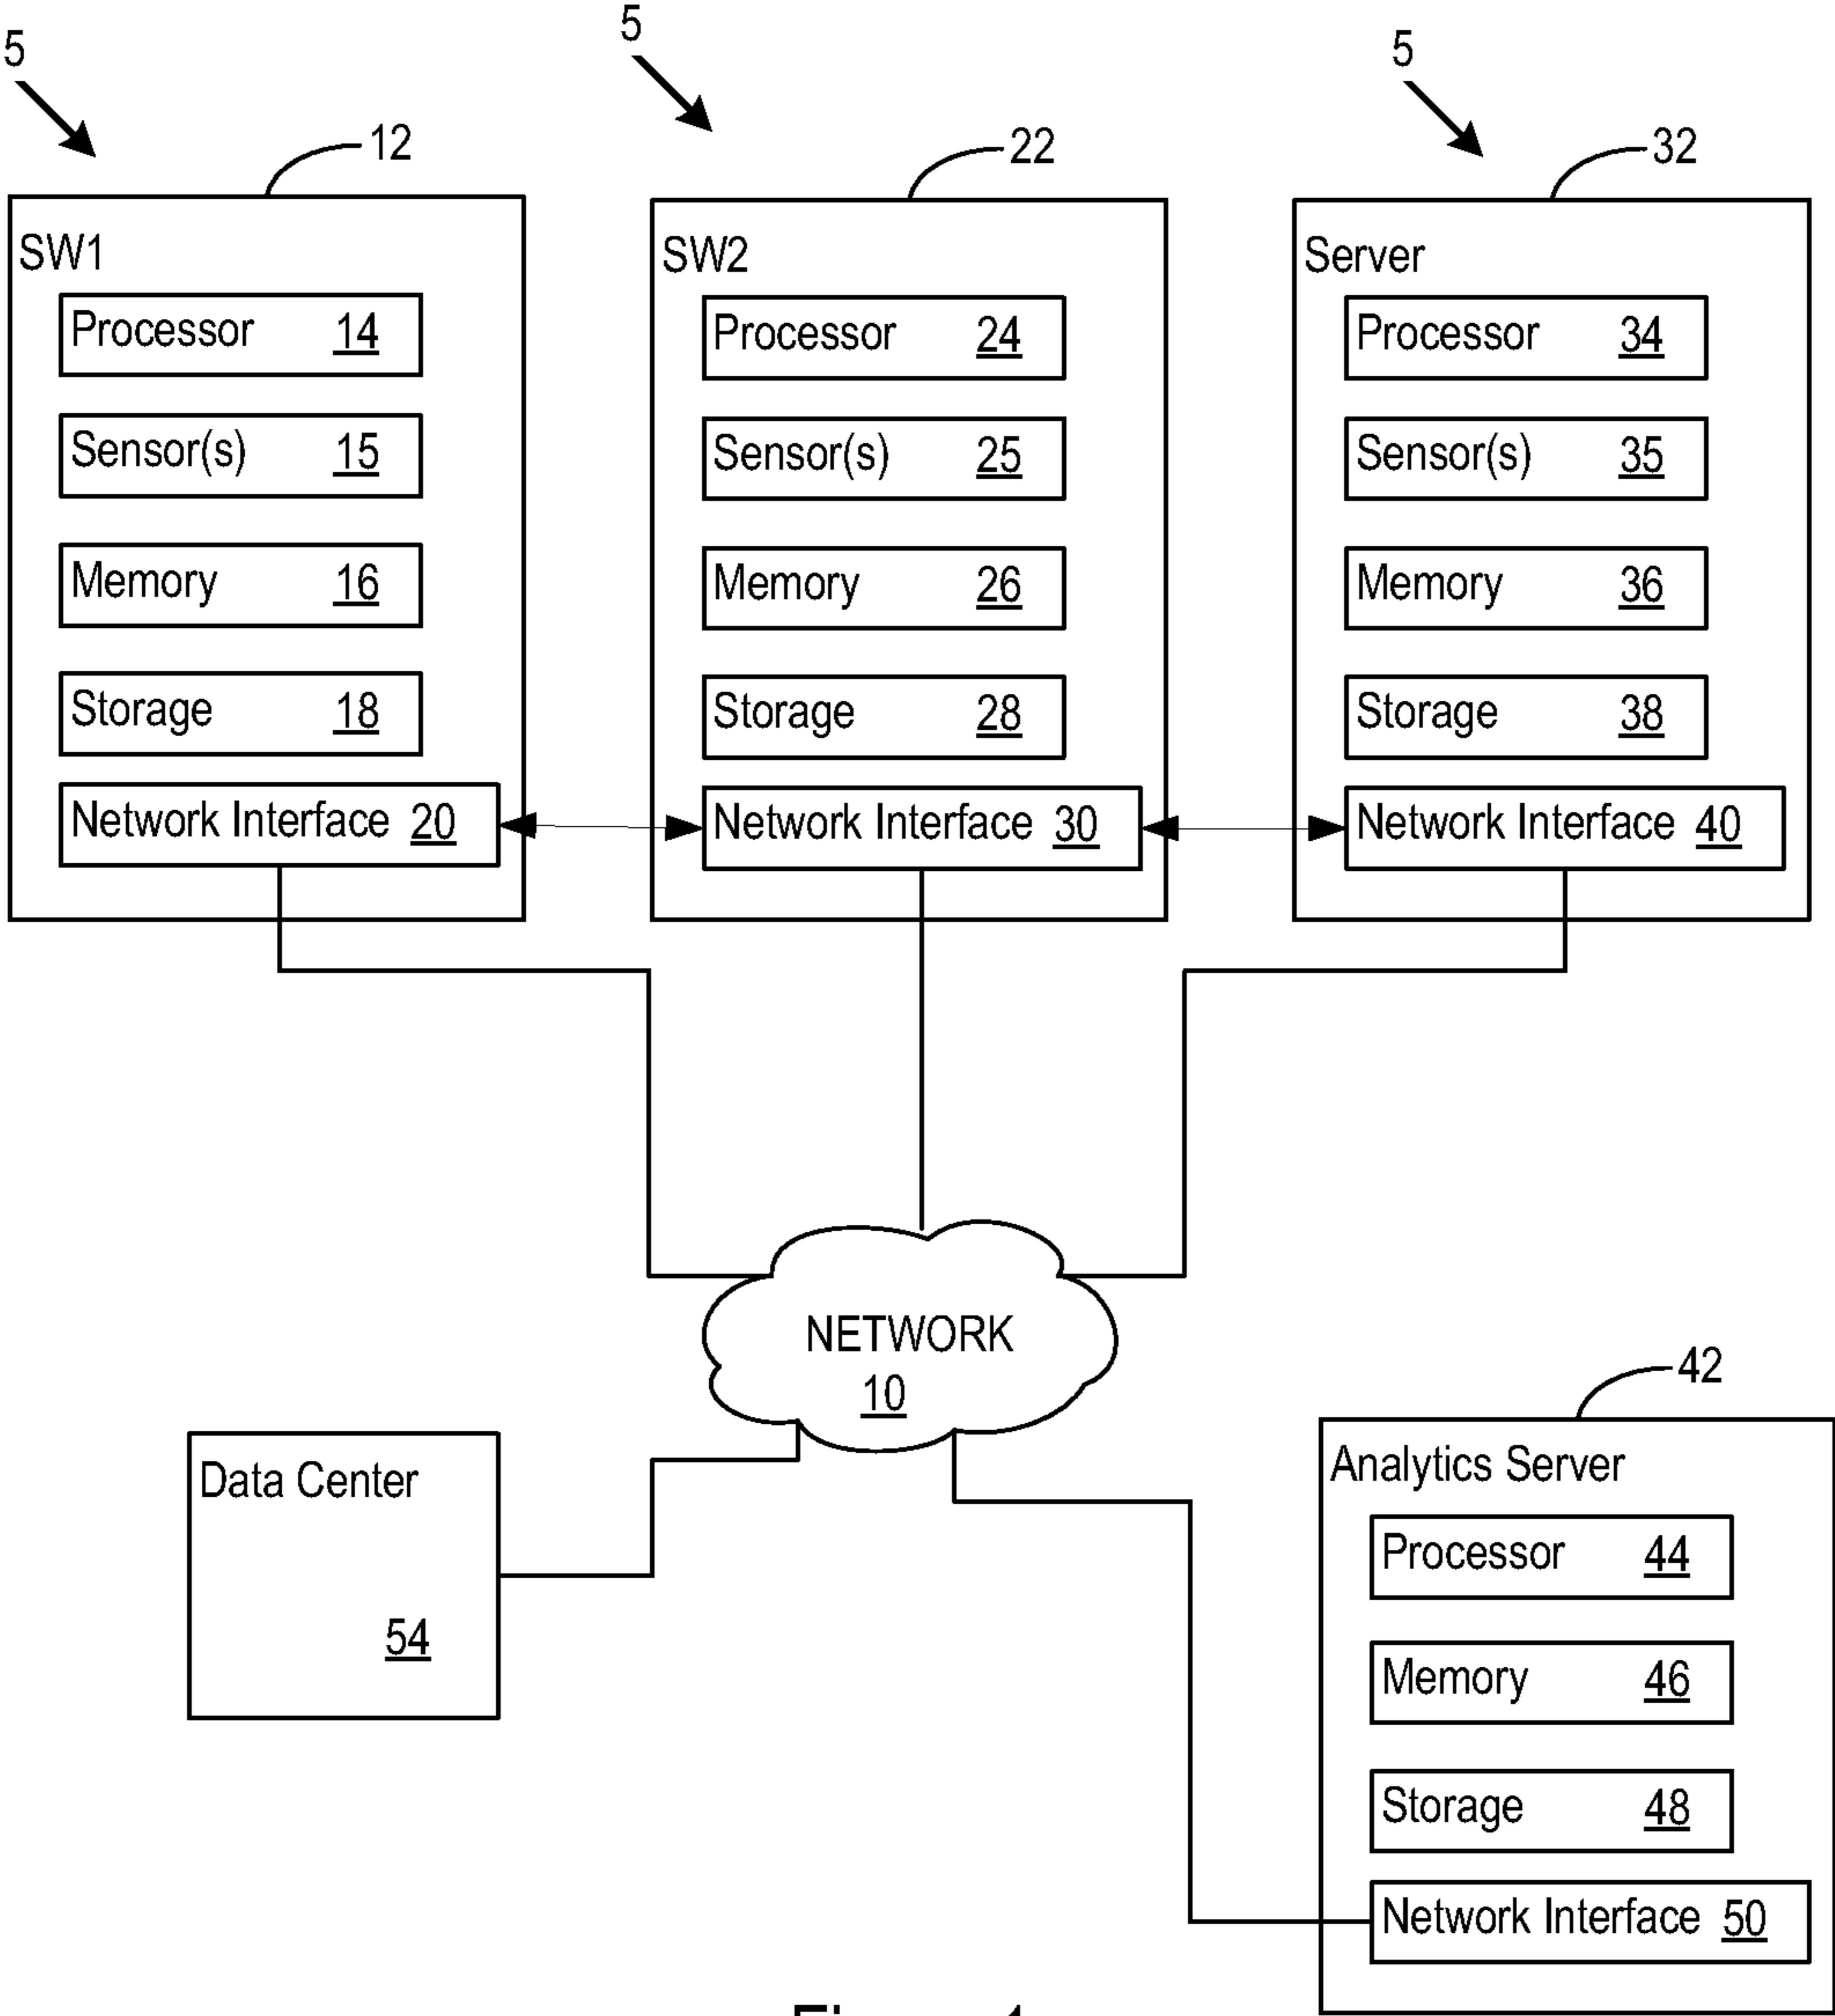 5
5
5
12
22
32
SW1
Processor 14
Sensor(s) 15
Memory 16
Storage 18
Network Interface 20
SW2
Processor 24
Sensor(s) 25
Memory 26
Storage 28
Network Interface 30
Server
Processor 34
Sensor(s) 35
Memory 36
Storage 38
Network Interface 40
NETWORK
10
Data Center
54
42
Analytics Server
Processor 44
Memory 46
Storage 48
Network Interface 50